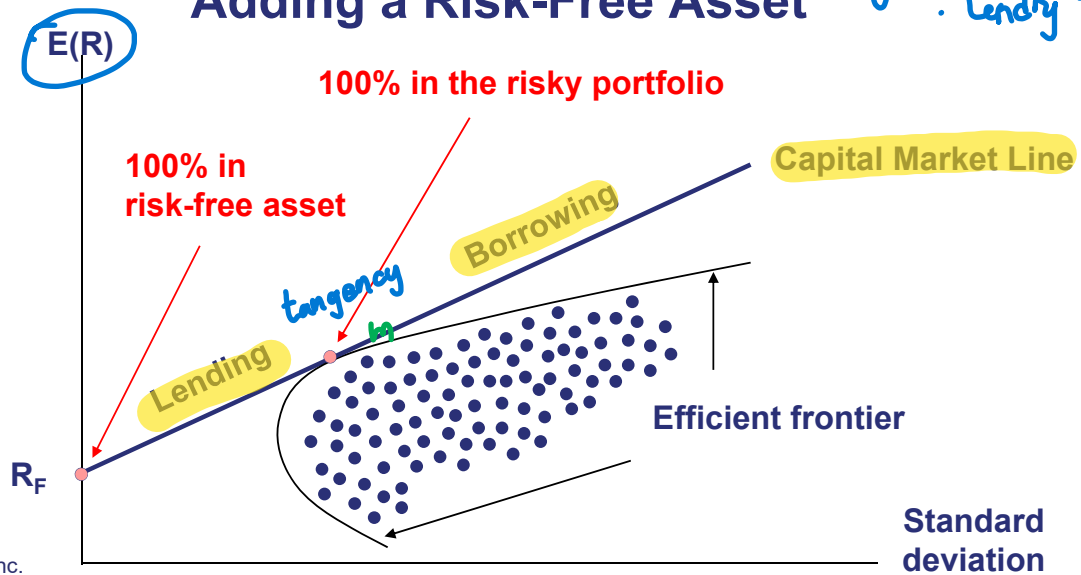 Adding a Risk-Free Asset
Lending
E(R)
100% in the risky portfolio
100% in
risk-free asset
Capital Market Line
Borrowing
tangency
m
Lending
Efficient frontier
RF
Standard
deviation
nc.